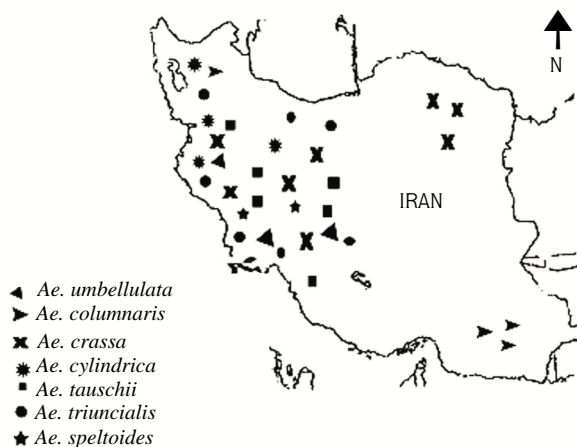 N
IRAN
Ae. umbellulata
Ae. columnaris
Ae. crassa
Ae. cylindrica
Ae. tauschii
Ae. triuncialis
Ae. speltoides